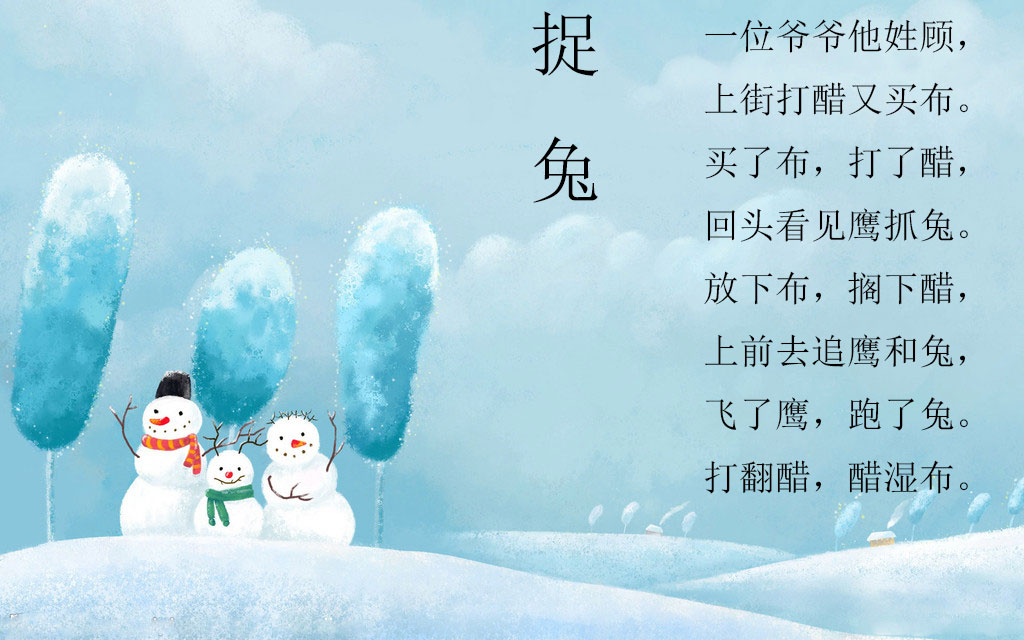 捉兔
一位爷爷他姓顾，
上街打醋又买布。
买了布，打了醋，
回头看见鹰抓兔。
放下布，搁下醋，
上前去追鹰和兔，
飞了鹰，跑了兔。
打翻醋，醋湿布。